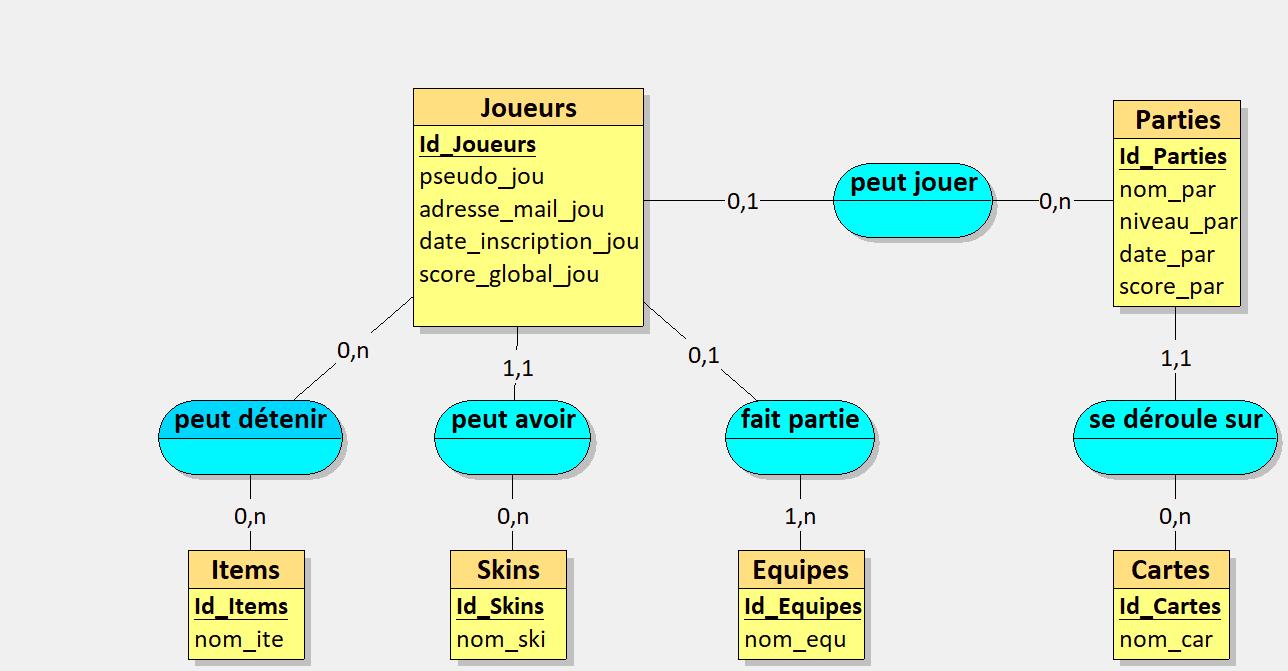 Joueurs
Id_Joueurs
pseudo_jou
adresse_mail_jou
date_inscription_jou
score_global_jou
0,1
peut jouer
0,n
Parties
Id_Parties
nom_par
niveau_par
date_par
score_par
0,n
1,1
0,1
1,1
peut détenir
peut avoir
fait partie
se déroule sur
0,n
0,n
1,n
0,n
Items
Id_Items
nom_ite
Skins
Id_Skins
nom_ski
Equipes
Id_Equipes
nom_equ
Cartes
Id_Cartes
nom_car